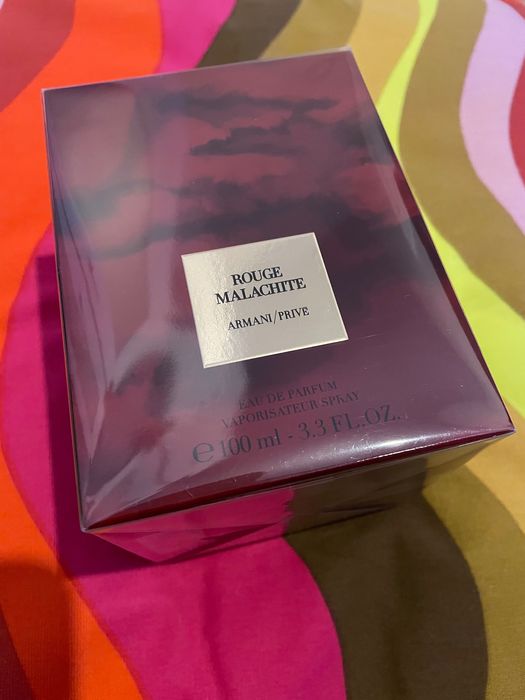 ROUGE
MALACHITE
ARMANI/PRIVE
EAU DE PARFUM
VAPORISATEUR SPRAY
℮ 100 ml - 3.3 FL.OZ.